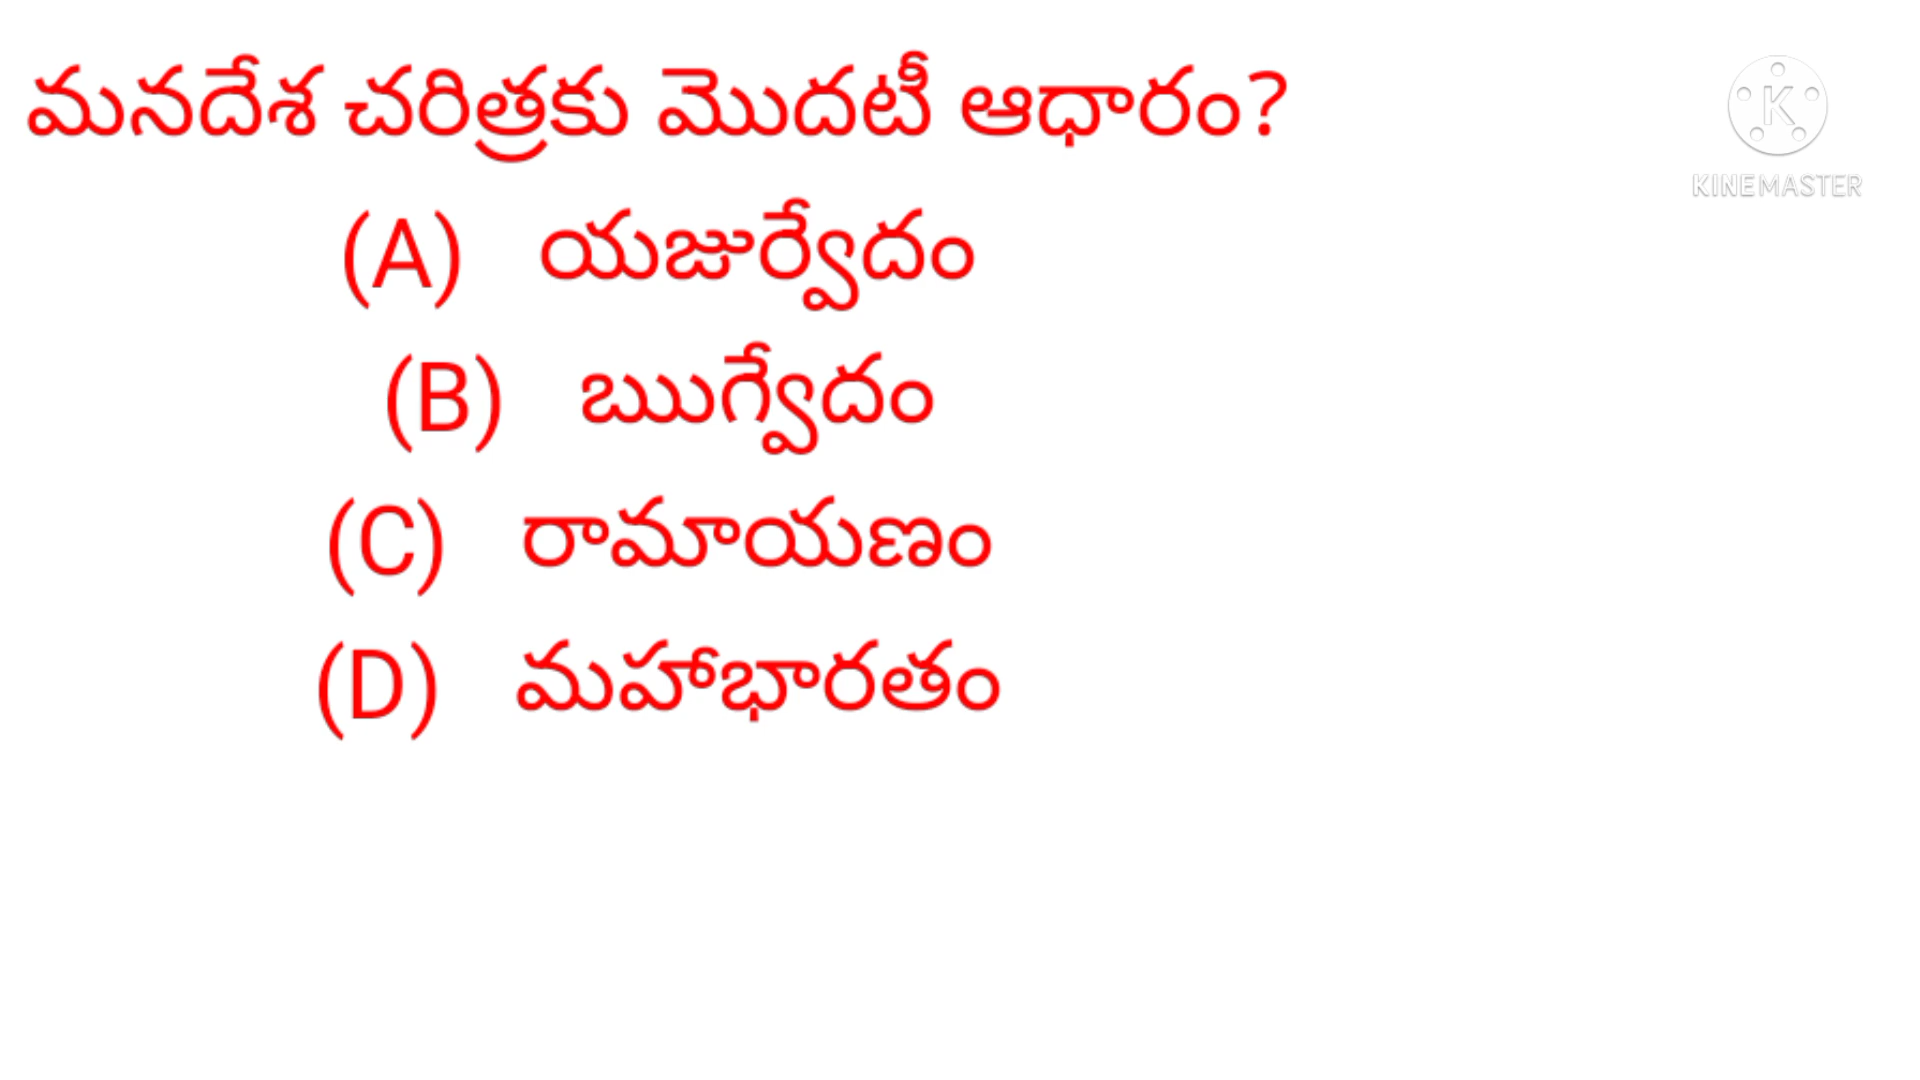 మనదేశ చరిత్రకు మొదటీ ఆధారం?
(A) యజుర్వేదం
(B) ఋగ్వేదం
(C) రామాయణం
(D) మహాభారతం
K
KINEMASTER